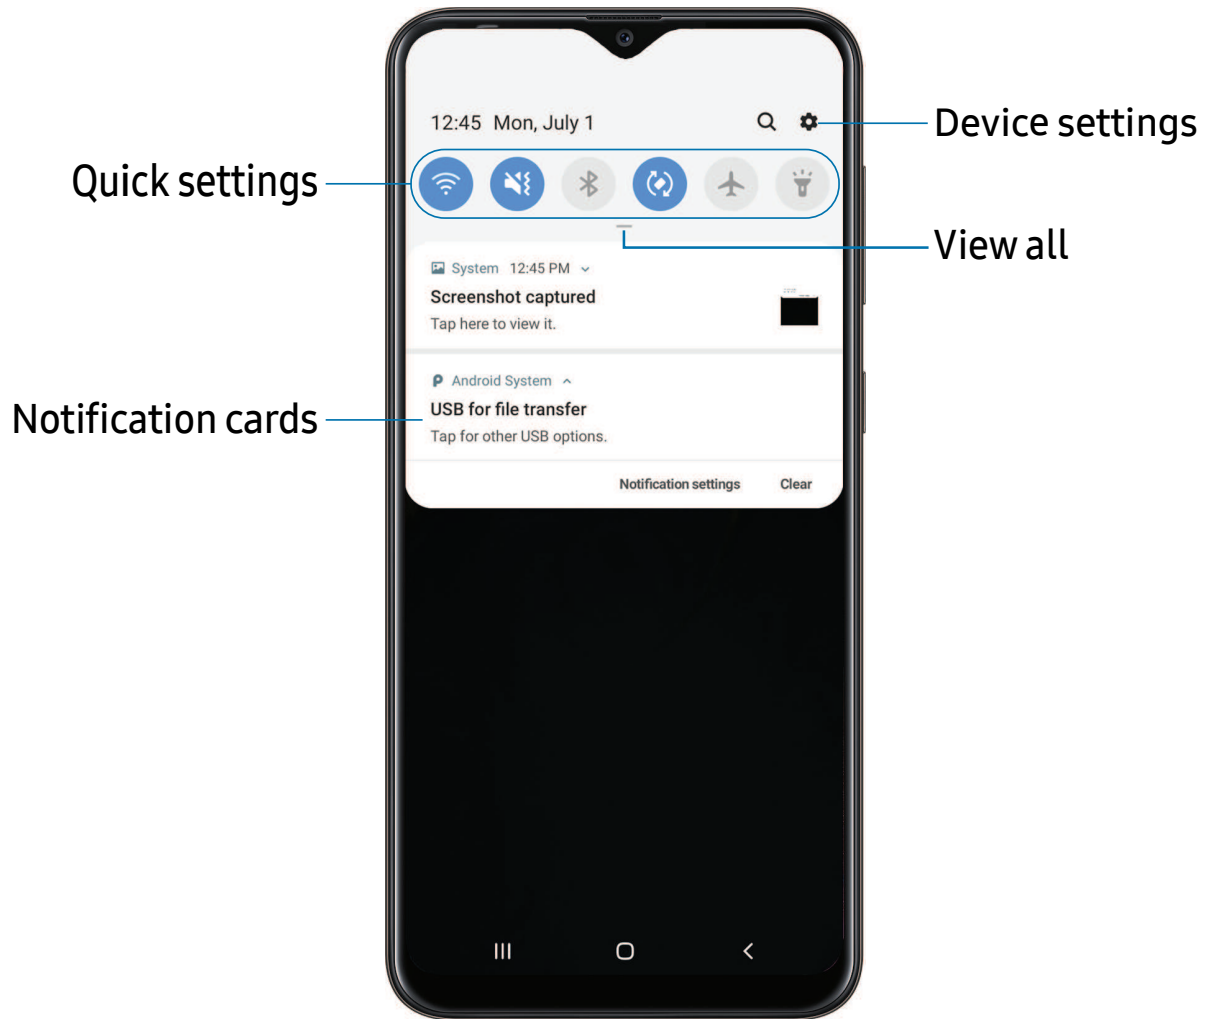 12:45 Mon, July 1
Device settings
Quick settings
View all
System 12:45 PM
Screenshot captured
Tap here to view it.
Android System
Notification cards
USB for file transfer
Tap for other USB options.
Notification settings Clear